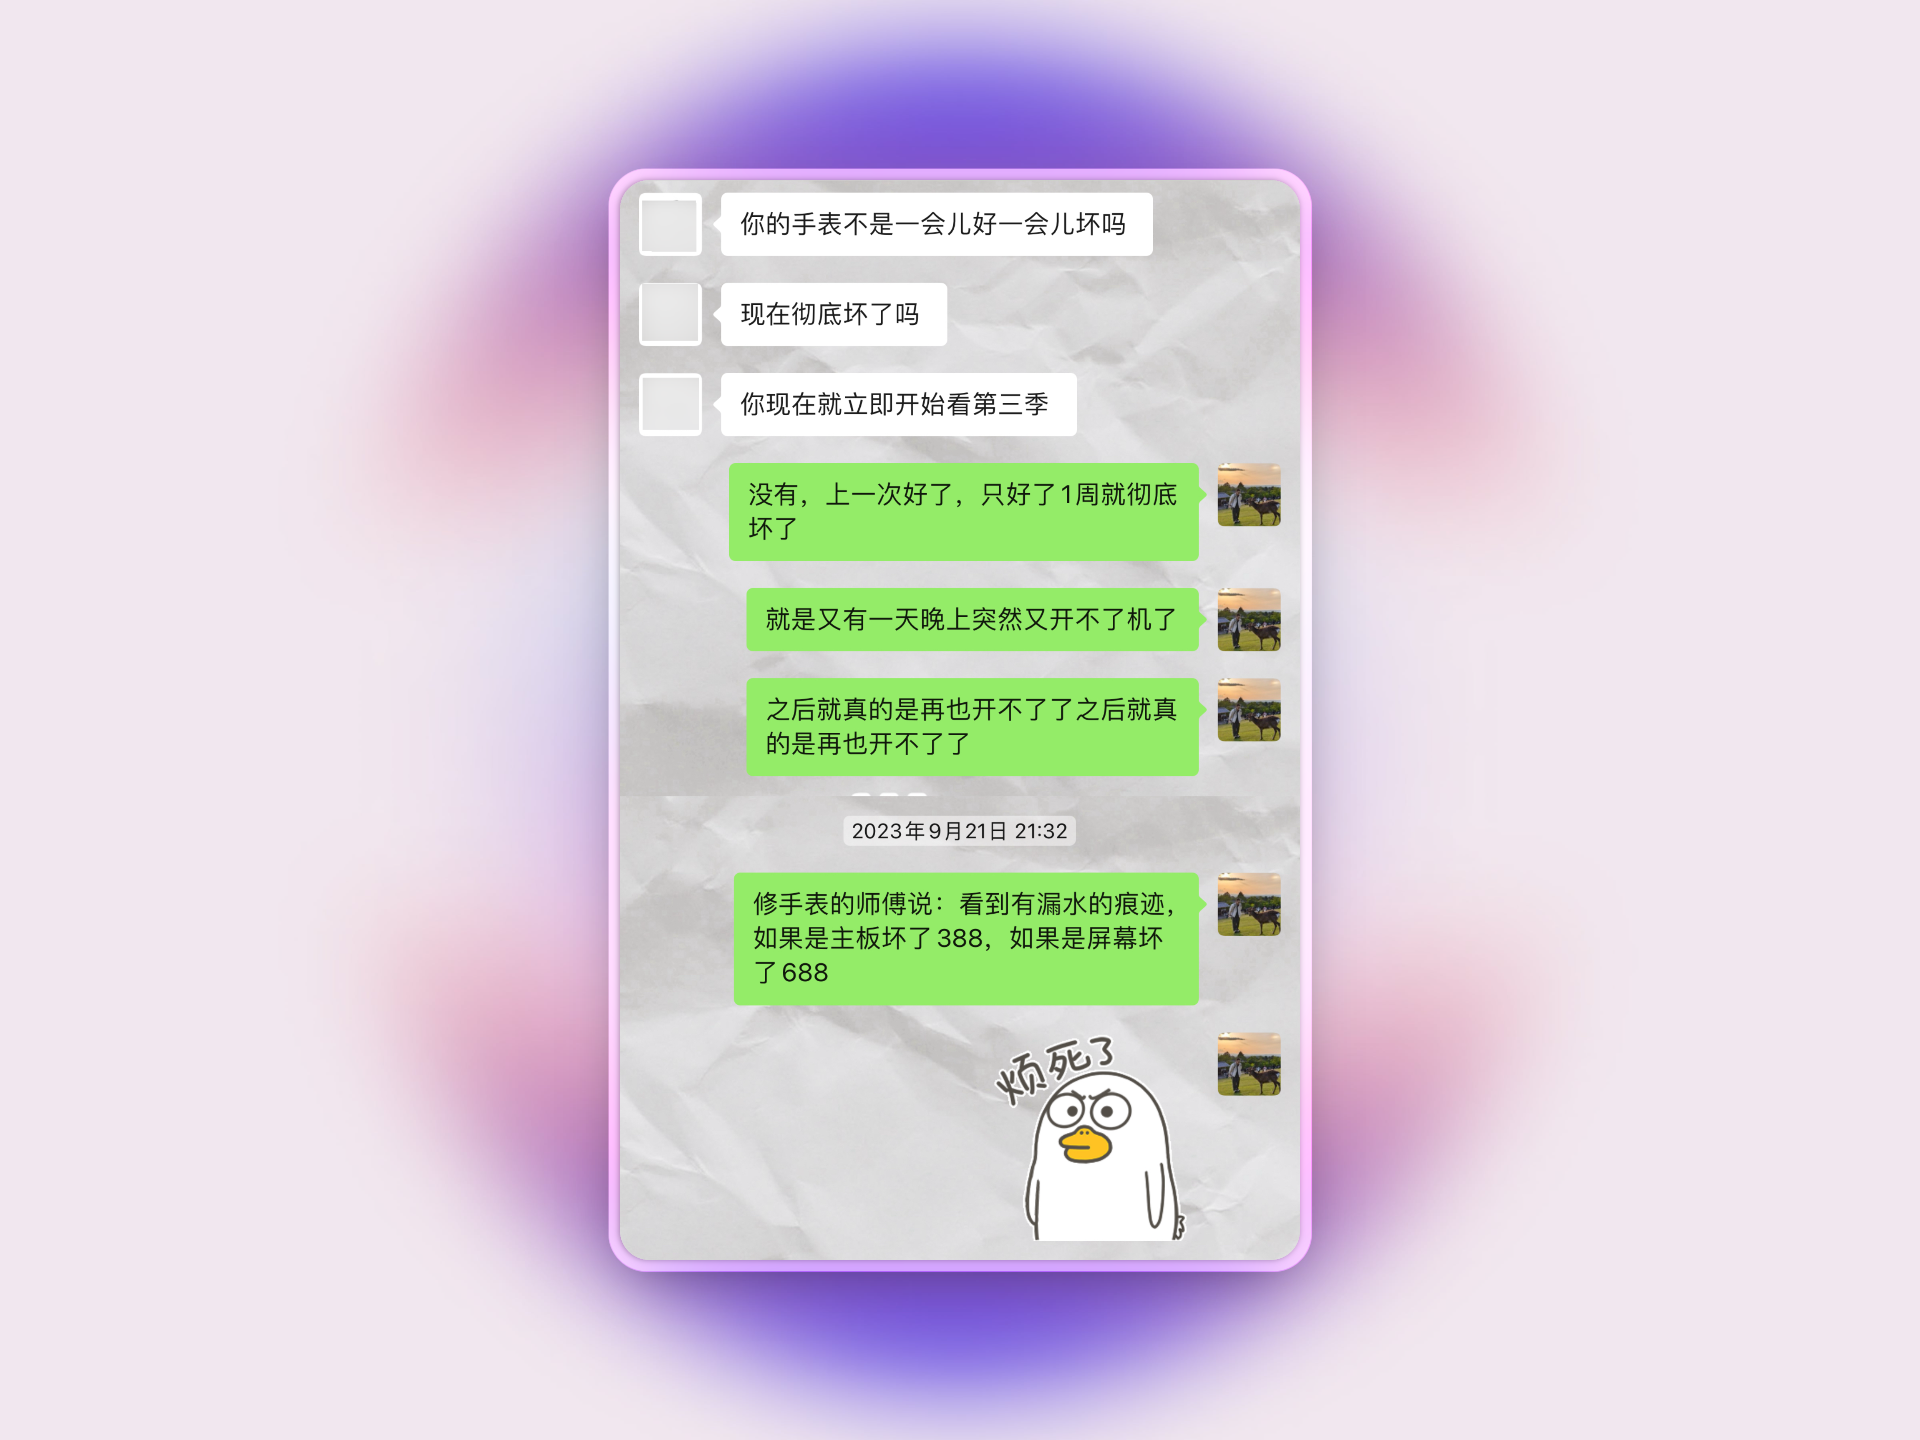 你的手表不是一会儿好一会儿坏吗
现在彻底坏了吗
你现在就立即开始看第三季
没有，上一次好了，只好了1周就彻底
坏了
就是又有一天晚上突然又开不了机了
之后就真的是再也开不了了之后就真
的是再也开不了了
2023年9月21日 21:32
修手表的师傅说：看到有漏水的痕迹，
如果是主板坏了388，如果是屏幕坏
了688
烦死了